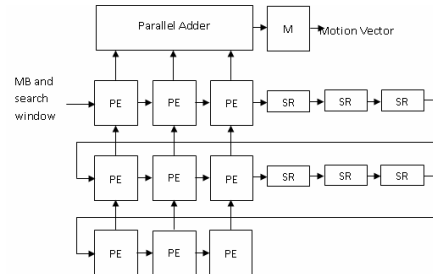 Parallel Adder
M
Motion Vector
MB and
search
window
PE PE PE SR SR SR
PE PE PE SR SR SR
PE PE PE